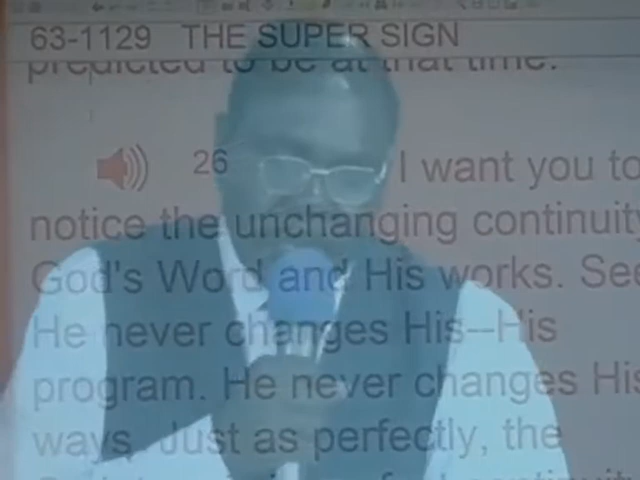 63-1129 THE SUPER SIGN
predicted to be at that time.
26 I want you to
notice the unchanging continuity
God's Word and His works. See
He never changes His—His
program. He never changes His
ways. Just as perfectly, the